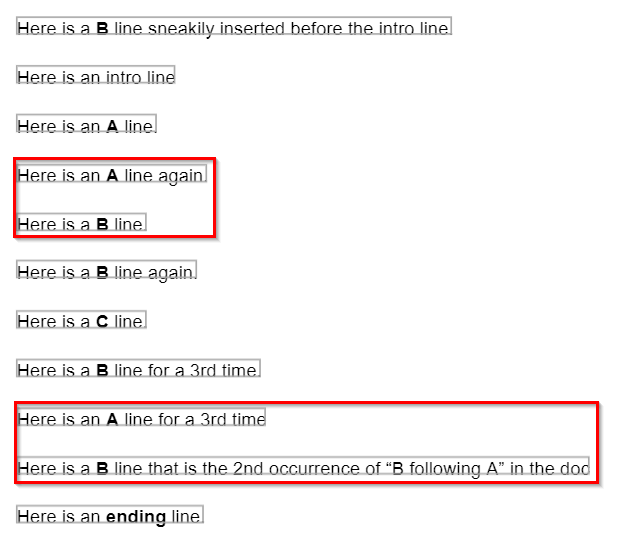 Here is a B line sneakily inserted before the intro line.
Here is an intro line
Here is an A line.
Here is an A line again.
Here is a B line.
Here is a B line again.
Here is a C line.
Here is a B line for a 3rd time.
Here is an A line for a 3rd time
Here is a B line that is the 2nd occurrence of “B following A” in the doc
Here is an ending line.